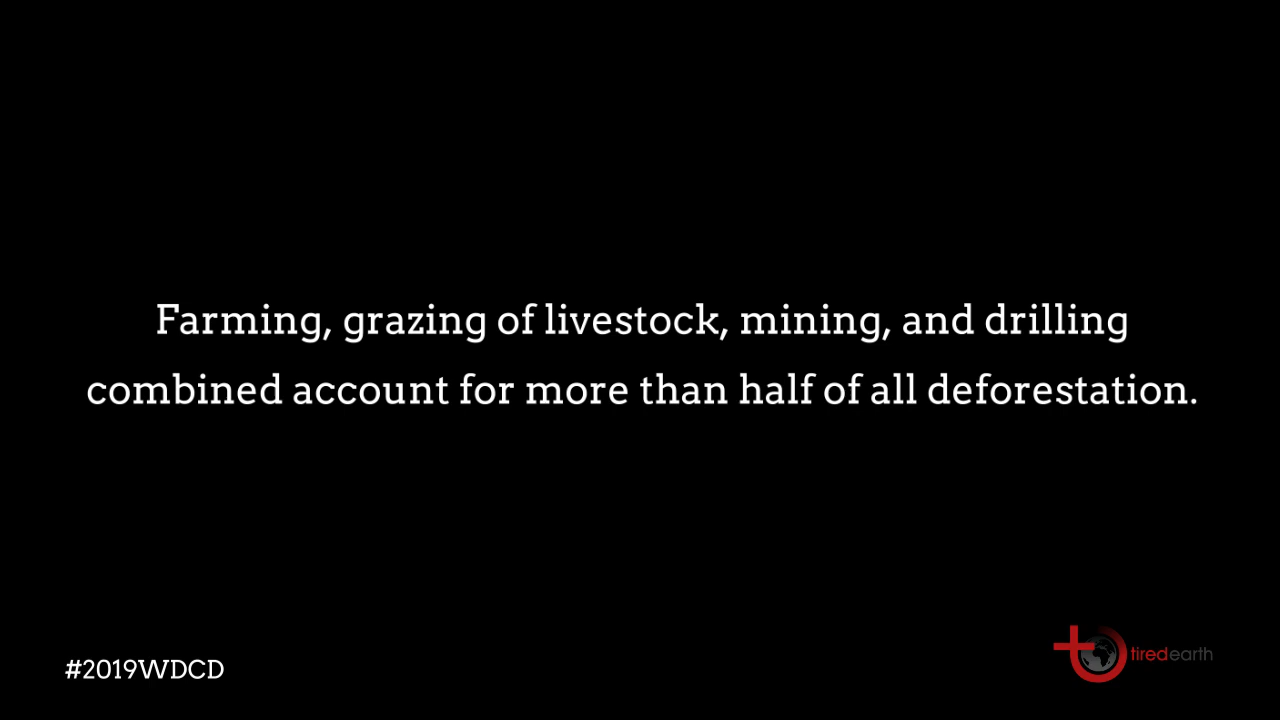 Farming, grazing of livestock, mining, and drilling
combined account for more than half of all deforestation.
#2019WDCD
tiredearth